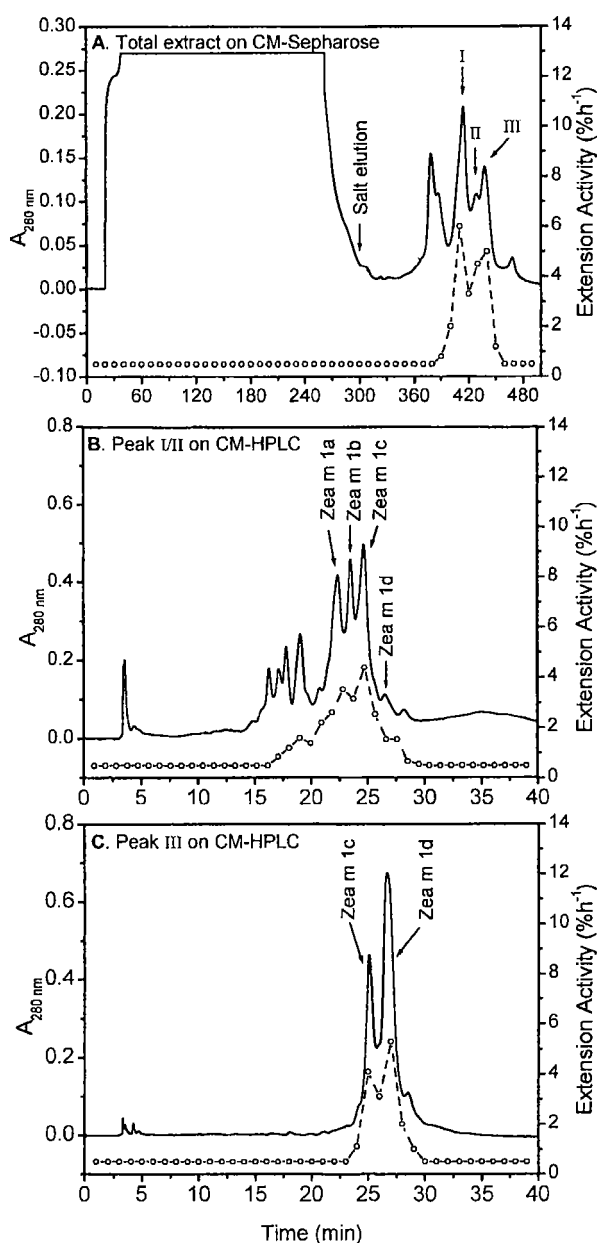 A. Total extract on CM-Sepharose
0.30
0.25
0.20
0.15
0.10
0.05
0.00
-0.05
-0.10
A280 nm
Salt elution
I
II
III
14
12
10
8
6
4
2
0
Extension Activity (%h-1)
0 60 120 180 240 300 360 420 480
B. Peak I/II on CM-HPLC
0.8
0.6
0.4
0.2
0.0
A280 nm
Zea m 1a
Zea m 1b
Zea m 1c
Zea m 1d
14
12
10
8
6
4
2
0
Extension Activity (%h-1)
0 5 10 15 20 25 30 35 40
C. Peak III on CM-HPLC
0.8
0.6
0.4
0.2
0.0
A280 nm
Zea m 1c
Zea m 1d
14
12
10
8
6
4
2
0
Extension Activity (%h-1)
0 5 10 15 20 25 30 35 40
Time (min)